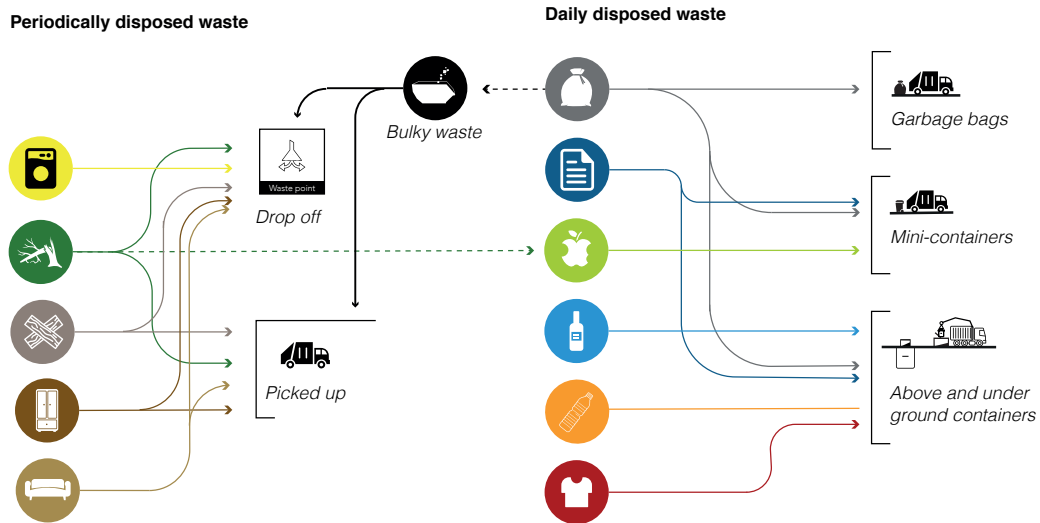 Periodically disposed waste
Daily disposed waste
Bulky waste
Garbage bags
Waste point
Drop off
Mini-containers
Picked up
Above and under
ground containers